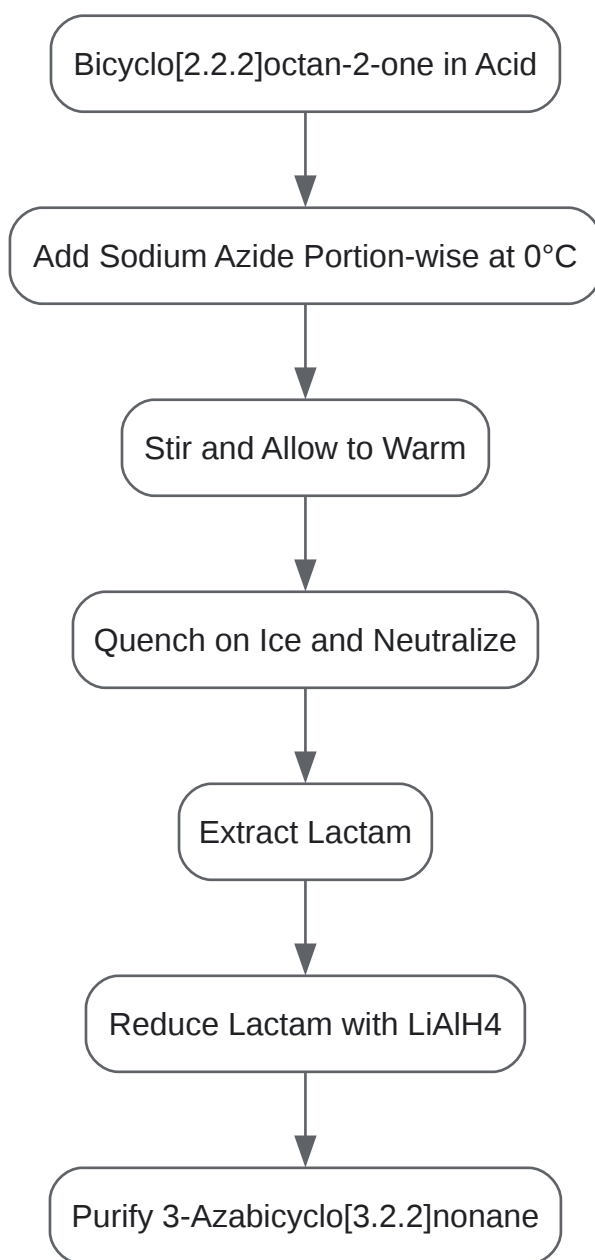 Bicyclo[2.2.2]octan-2-one in Acid
Add Sodium Azide Portion-wise at 0°C
Stir and Allow to Warm
Quench on Ice and Neutralize
Extract Lactam
Reduce Lactam with LiAlH4
Purify 3-Azabicyclo[3.2.2]nonane